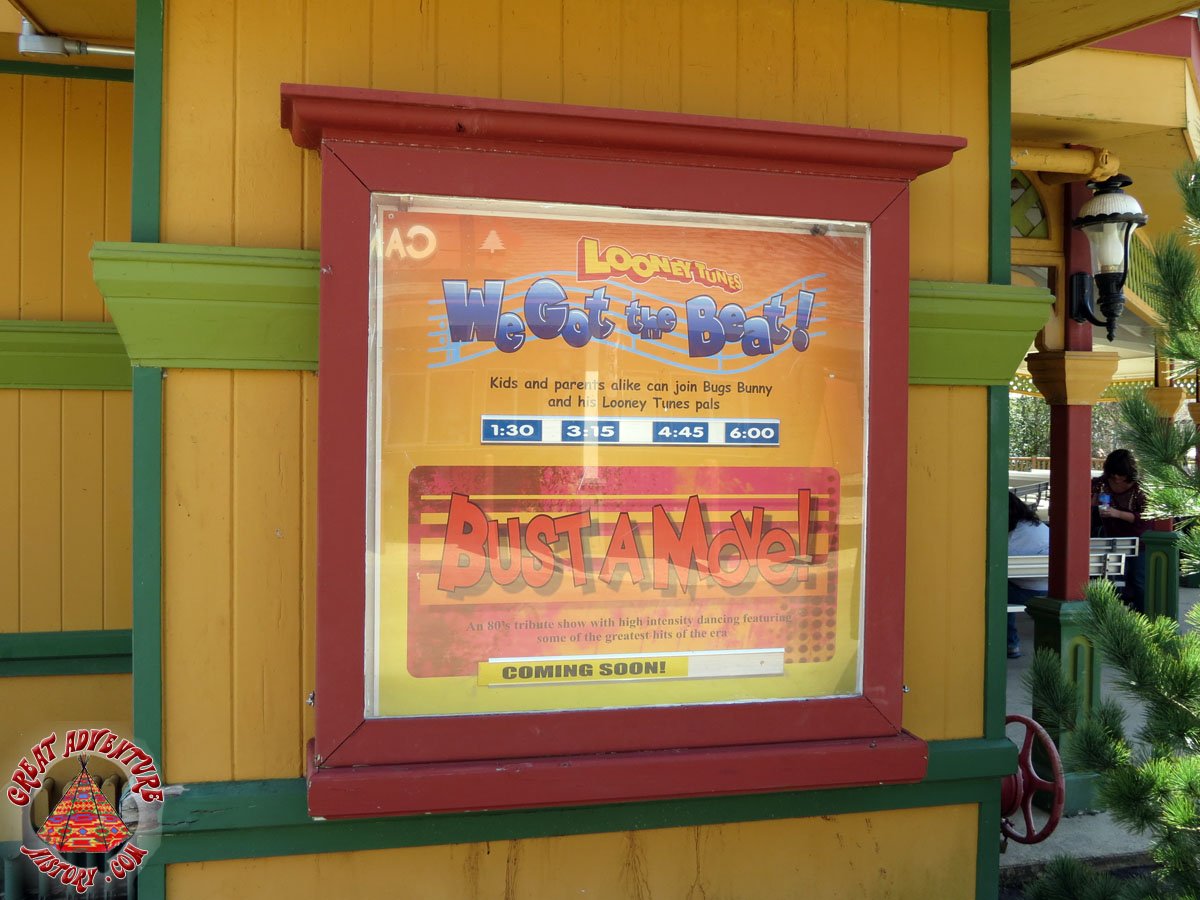 CAN
LOONEY TUNES
We Got the Beat!
Kids and parents alike can join Bugs Bunny
and his Looney Tunes pals
1:30 3:15 4:45 6:00
BUST A Move!
An 80's tribute show with high intensity dancing featuring
some of the greatest hits of the era
COMING SOON!
GREAT ADVENTURE
HISTORY.COM